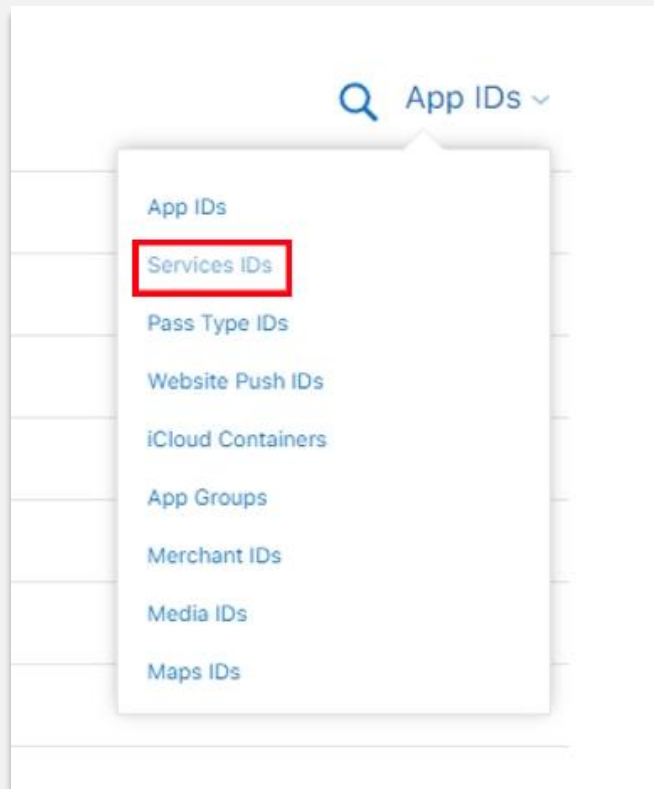 App IDs
App IDs
Services IDs
Pass Type IDs
Website Push IDs
iCloud Containers
App Groups
Merchant IDs
Media IDs
Maps IDs